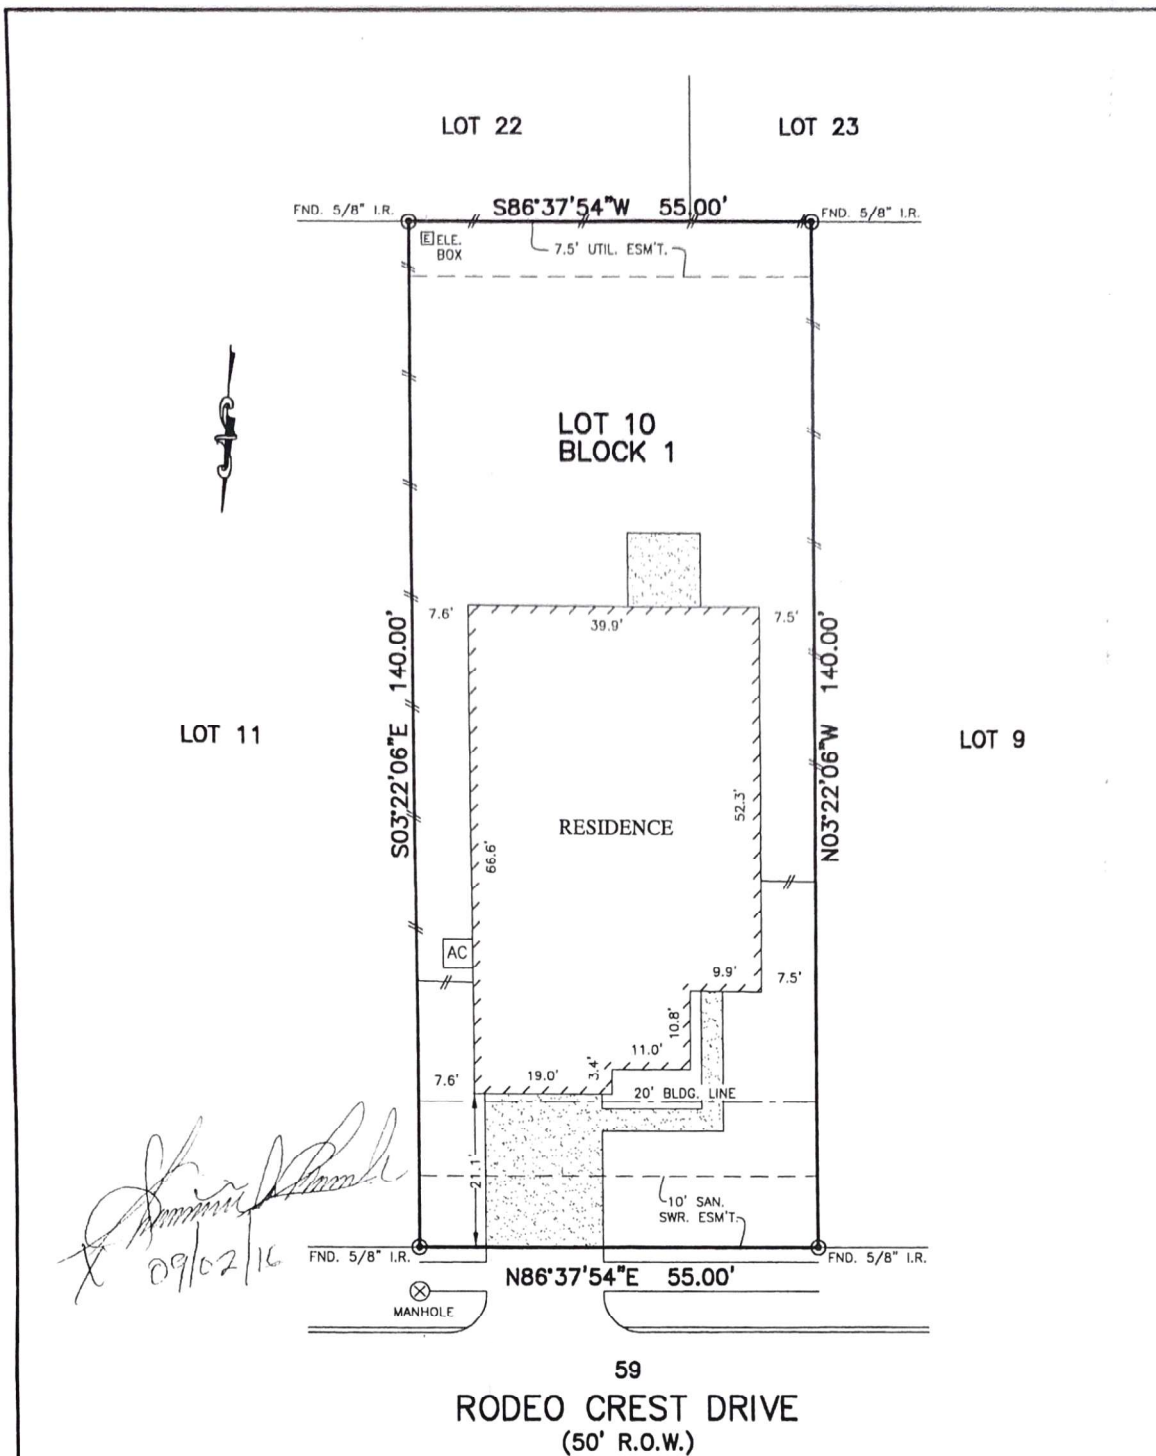 LOT 22
LOT 23
FND. 5/8" I.R.
S86°37'54"W 55.00'
FND. 5/8" I.R.
E ELE.
BOX
7.5' UTIL. ESM'T.
LOT 10
BLOCK 1
7.6'
39.9'
7.5'
S03°22'06"E 140.00'
N03°22'06"W 140.00'
LOT 11
LOT 9
52.3'
RESIDENCE
66.6'
AC
9.9'
7.5'
10.8'
11.0'
3.4'
19.0'
7.6'
20' BLDG. LINE
21.1'
10' SAN.
SWR. ESM'T.
09/02/16
FND. 5/8" I.R.
FND. 5/8" I.R.
N86°37'54"E 55.00'
MANHOLE
59
RODEO CREST DRIVE
(50' R.O.W.)